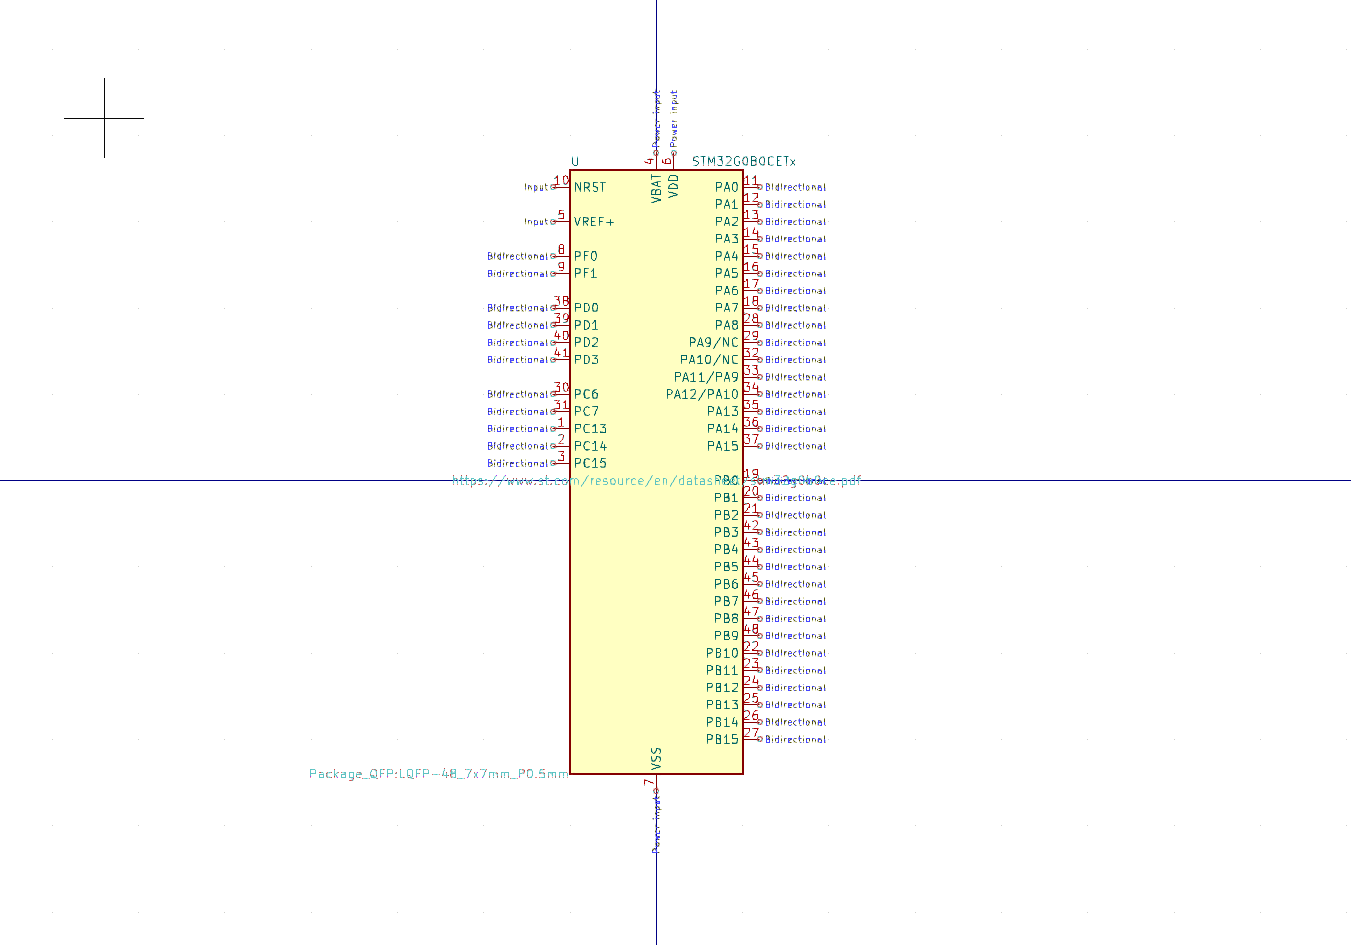 Power input
Power input
4
6
U
STM32G0B0CETx
VBAT
VDD
Input 10 NRST
PA0 11 Bidirectional
PA1 12 Bidirectional
Input 5 VREF+
PA2 13 Bidirectional
PA3 14 Bidirectional
Bidirectional 8 PF0
PA4 15 Bidirectional
Bidirectional 9 PF1
PA5 16 Bidirectional
PA6 17 Bidirectional
Bidirectional 38 PD0
PA7 18 Bidirectional
Bidirectional 39 PD1
PA8 28 Bidirectional
Bidirectional 40 PD2
PA9/NC 29 Bidirectional
Bidirectional 41 PD3
PA10/NC 32 Bidirectional
PA11/PA9 33 Bidirectional
Bidirectional 30 PC6
PA12/PA10 34 Bidirectional
Bidirectional 31 PC7
PA13 35 Bidirectional
Bidirectional 1 PC13
PA14 36 Bidirectional
Bidirectional 2 PC14
PA15 37 Bidirectional
Bidirectional 3 PC15
https://www.st.com/resource/en/datasheet/stm32g0b0ce.pdf
PB0 19 Bidirectional
PB1 20 Bidirectional
PB2 21 Bidirectional
PB3 42 Bidirectional
PB4 43 Bidirectional
PB5 44 Bidirectional
PB6 45 Bidirectional
PB7 46 Bidirectional
PB8 47 Bidirectional
PB9 48 Bidirectional
PB10 22 Bidirectional
PB11 23 Bidirectional
PB12 24 Bidirectional
PB13 25 Bidirectional
PB14 26 Bidirectional
PB15 27 Bidirectional
VSS
Package_QFP:LQFP-48_7x7mm_P0.5mm
7
Power input